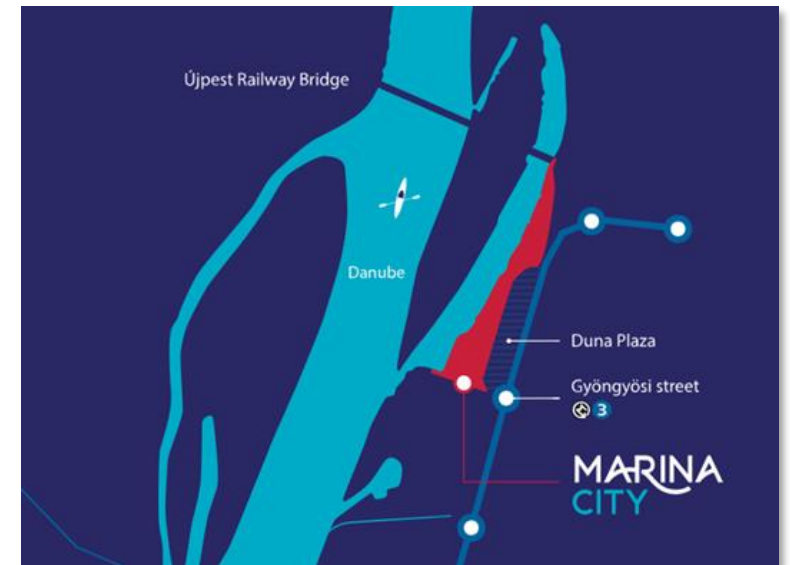 Újpest Railway Bridge
Danube
Duna Plaza
Gyöngyösi street
3
MARINA
CITY